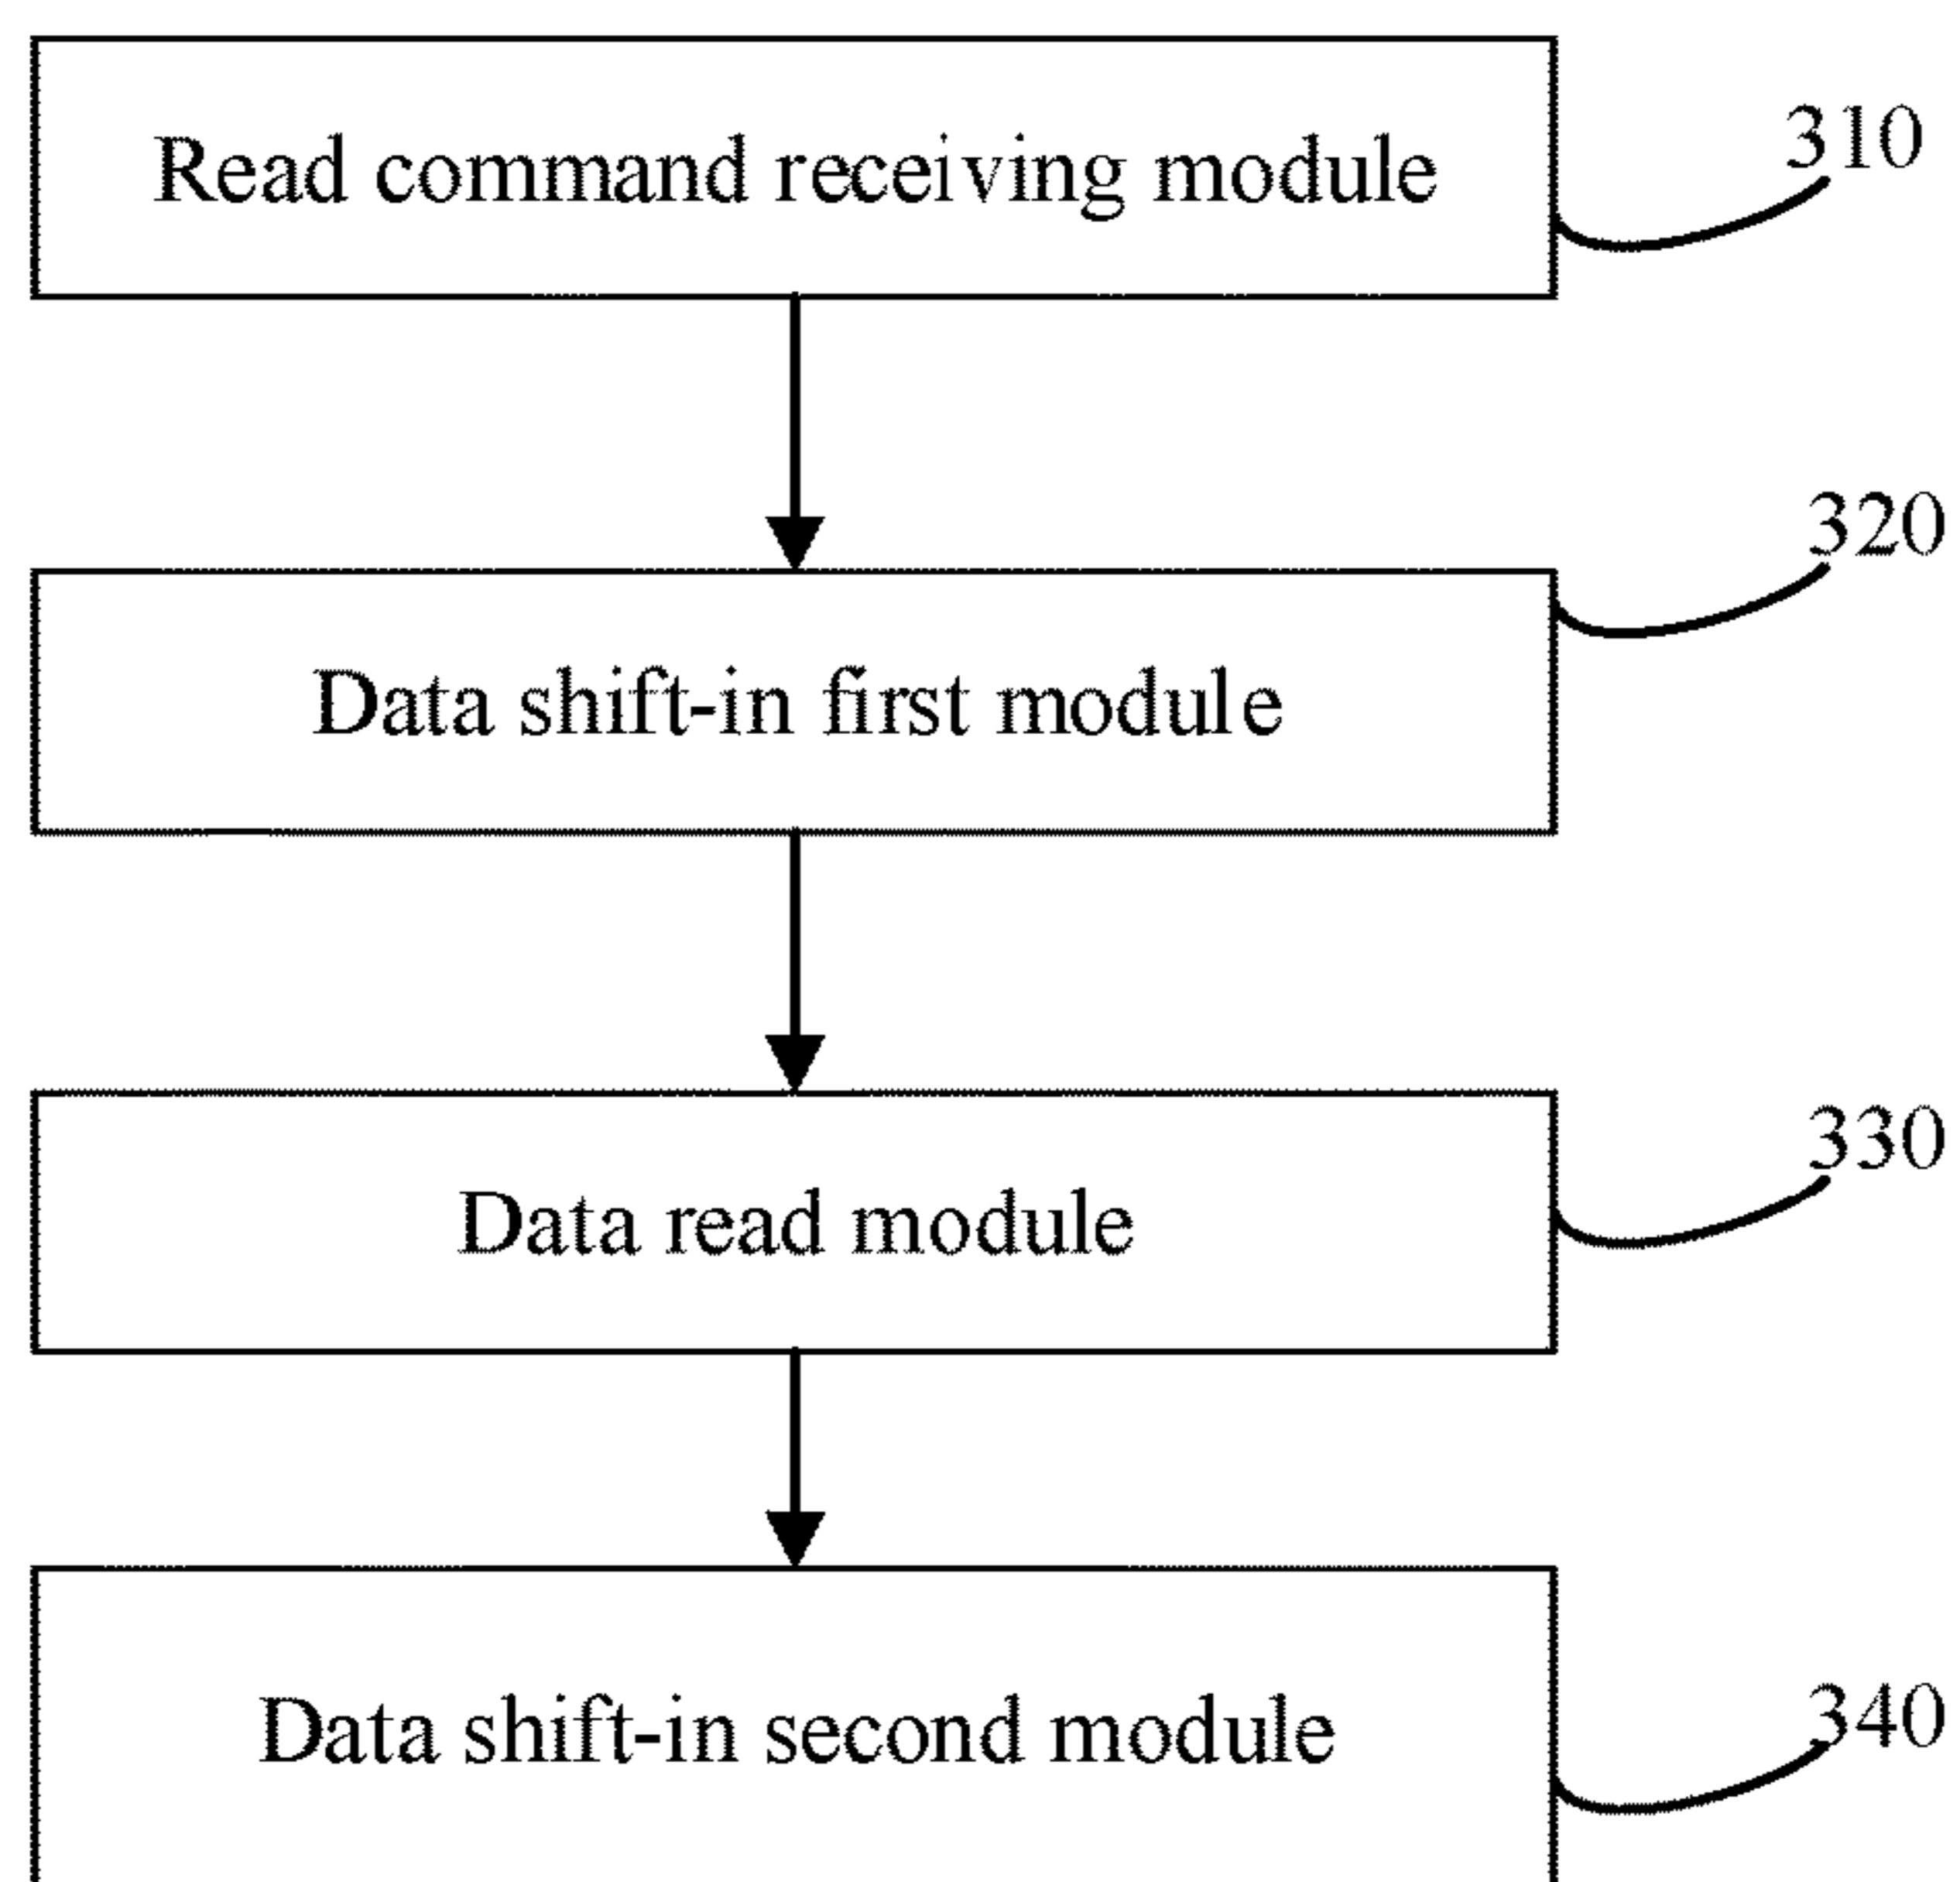 Read command receiving module
310
320
Data shift-in first module
330
Data read module
340
Data shift-in second module